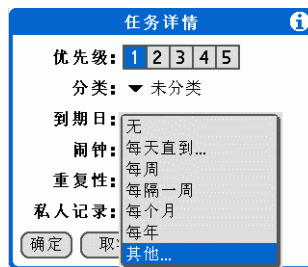 任务详情
优先级: 1 2 3 4 5
分类: 未分类
到期日:
无
每天直到...
闹钟:
每周
重复性:
每隔一周
私人记录:
每个月
每年
确定 取
其他...